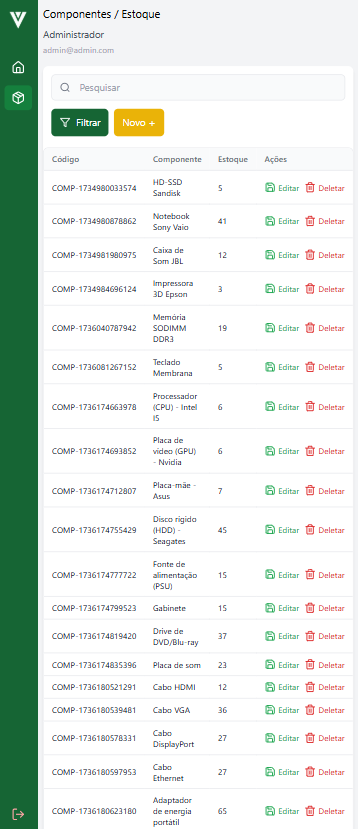 Componentes / Estoque
Administrador
admin@admin.com
Pesquisar
Filtrar Novo +
Código Componente Estoque Ações
COMP-1734980033574 HD-SSD Sandisk 5 Editar Deletar
COMP-1734980878862 Notebook Sony Vaio 41 Editar Deletar
COMP-1734981980975 Caixa de Som JBL 12 Editar Deletar
COMP-1734984696124 Impressora 3D Epson 3 Editar Deletar
COMP-1736040787942 Memória SODIMM DDR3 19 Editar Deletar
COMP-1736081267152 Teclado Membrana 5 Editar Deletar
COMP-1736174663978 Processador (CPU) - Intel I5 6 Editar Deletar
COMP-1736174693852 Placa de vídeo (GPU) - Nvidia 6 Editar Deletar
COMP-1736174712807 Placa-mãe - Asus 7 Editar Deletar
COMP-1736174755429 Disco rígido (HDD) - Seagates 45 Editar Deletar
COMP-1736174777722 Fonte de alimentação (PSU) 15 Editar Deletar
COMP-1736174799523 Gabinete 15 Editar Deletar
COMP-1736174819420 Drive de DVD/Blu-ray 37 Editar Deletar
COMP-1736174835396 Placa de som 23 Editar Deletar
COMP-1736180521291 Cabo HDMI 12 Editar Deletar
COMP-1736180539481 Cabo VGA 36 Editar Deletar
COMP-1736180578331 Cabo DisplayPort 27 Editar Deletar
COMP-1736180597953 Cabo Ethernet 27 Editar Deletar
COMP-1736180623180 Adaptador de energia portátil 65 Editar Deletar